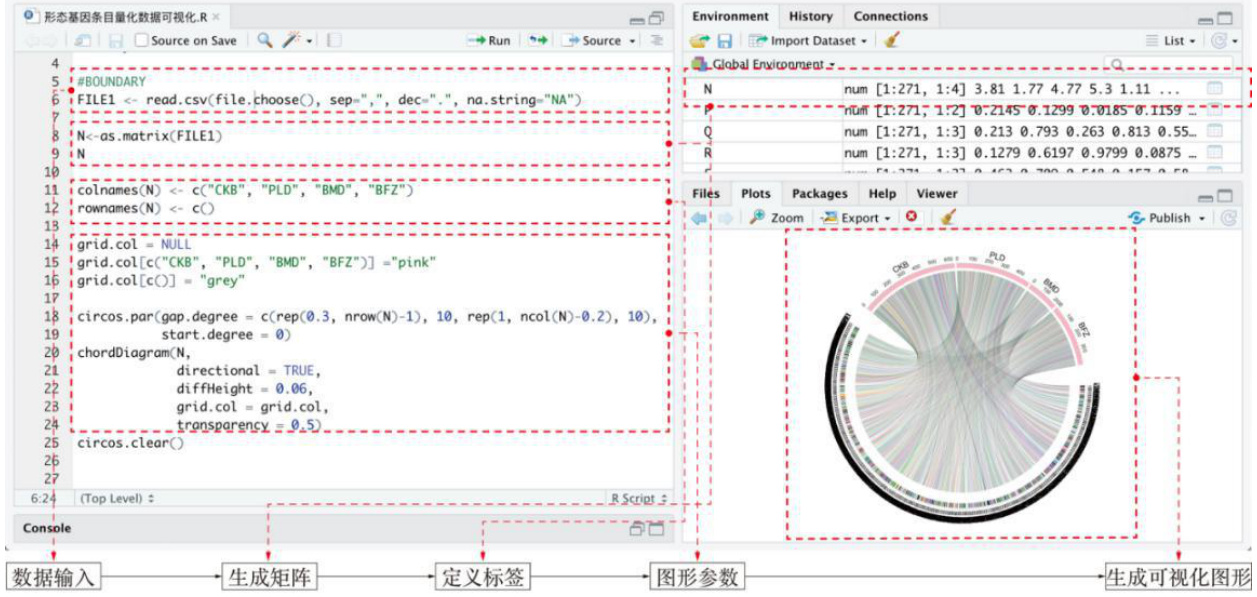 形态基因条目量化数据可视化.R ×
Source on Save
Run
Source
4
5 #BOUNDARY
6 FILE1 <- read.csv(file.choose(), sep=",", dec=".", na.string="NA")
7
8 N<-as.matrix(FILE1)
9 N
10
11 colnames(N) <- c("CKB", "PLD", "BMD", "BFZ")
12 rownames(N) <- c()
13
14 grid.col = NULL
15 grid.col[c("CKB", "PLD", "BMD", "BFZ")] ="pink"
16 grid.col[c()] = "grey"
17
18 circos.par(gap.degree = c(rep(0.3, nrow(N)-1), 10, rep(1, ncol(N)-0.2), 10),
19 start.degree = 0)
20 chordDiagram(N,
21 directional = TRUE,
22 diffHeight = 0.06,
23 grid.col = grid.col,
24 transparency = 0.5)
25 circos.clear()
26
27
6:24 (Top Level) R Script
Console
Environment History Connections
Import Dataset List
Global Environment
N num [1:271, 1:4] 3.81 1.77 4.77 5.3 1.11 ...
num [1:271, 1:2] 0.2145 0.1299 0.0185 0.1159 …
Q num [1:271, 1:3] 0.213 0.793 0.263 0.813 0.55…
R num [1:271, 1:3] 0.1279 0.6197 0.9799 0.0875 …
Files Plots Packages Help Viewer
Zoom Export Publish
CKB
PLD
BMD
BFZ
数据输入
生成矩阵
定义标签
图形参数
生成可视化图形